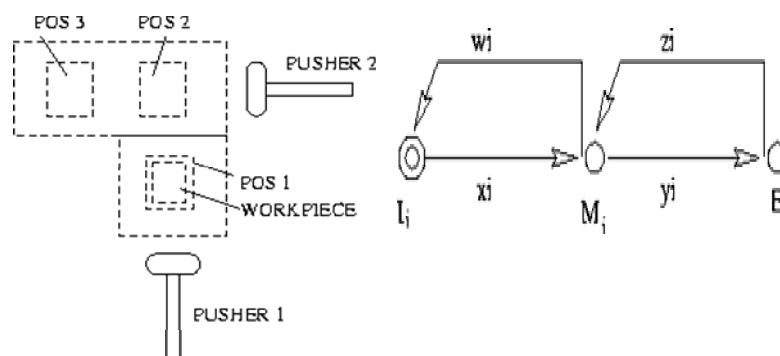 POS 3
POS 2
PUSHER 2
POS 1
WORKPIECE
PUSHER 1
wi
zi
xi
yi
Ii
Mi
E